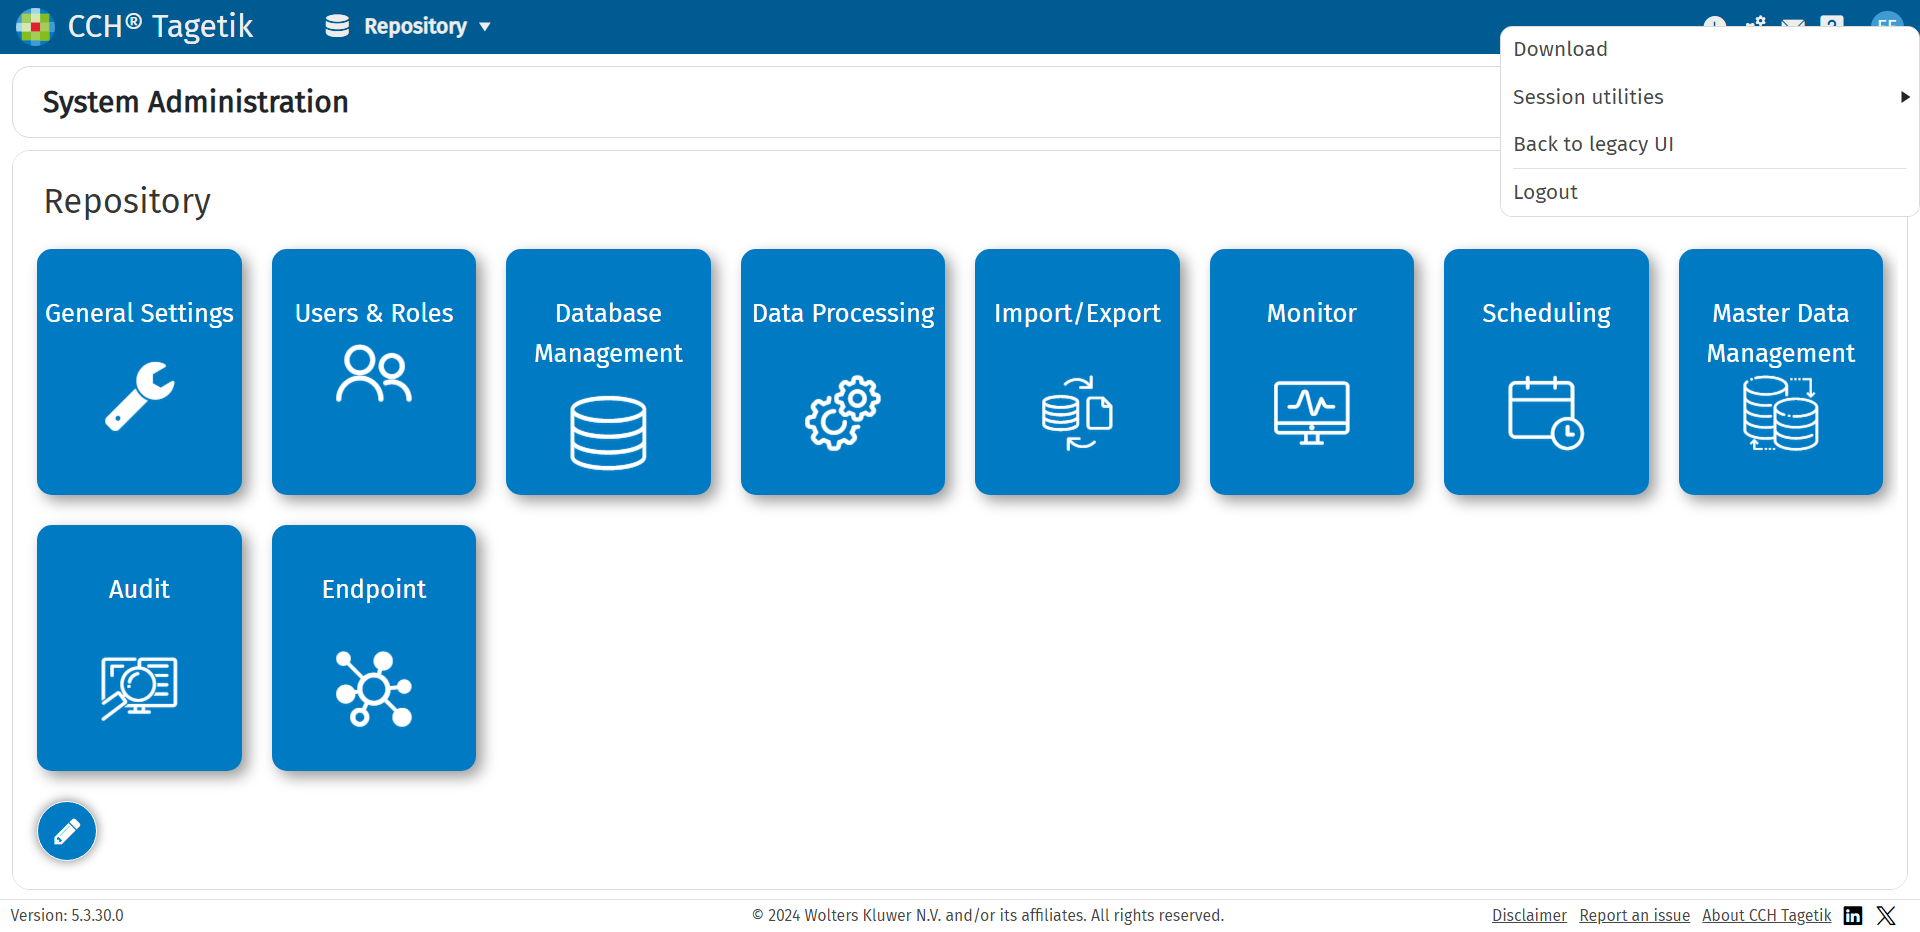 CCH® Tagetik
Repository
Download
Session utilities
Back to legacy UI
Logout
System Administration
Repository
General Settings
Users & Roles
Database
Management
Data Processing
Import/Export
Monitor
Scheduling
Master Data
Management
Audit
Endpoint
Version: 5.3.30.0
© 2024 Wolters Kluwer N.V. and/or its affiliates. All rights reserved.
Disclaimer
Report an issue
About CCH Tagetik